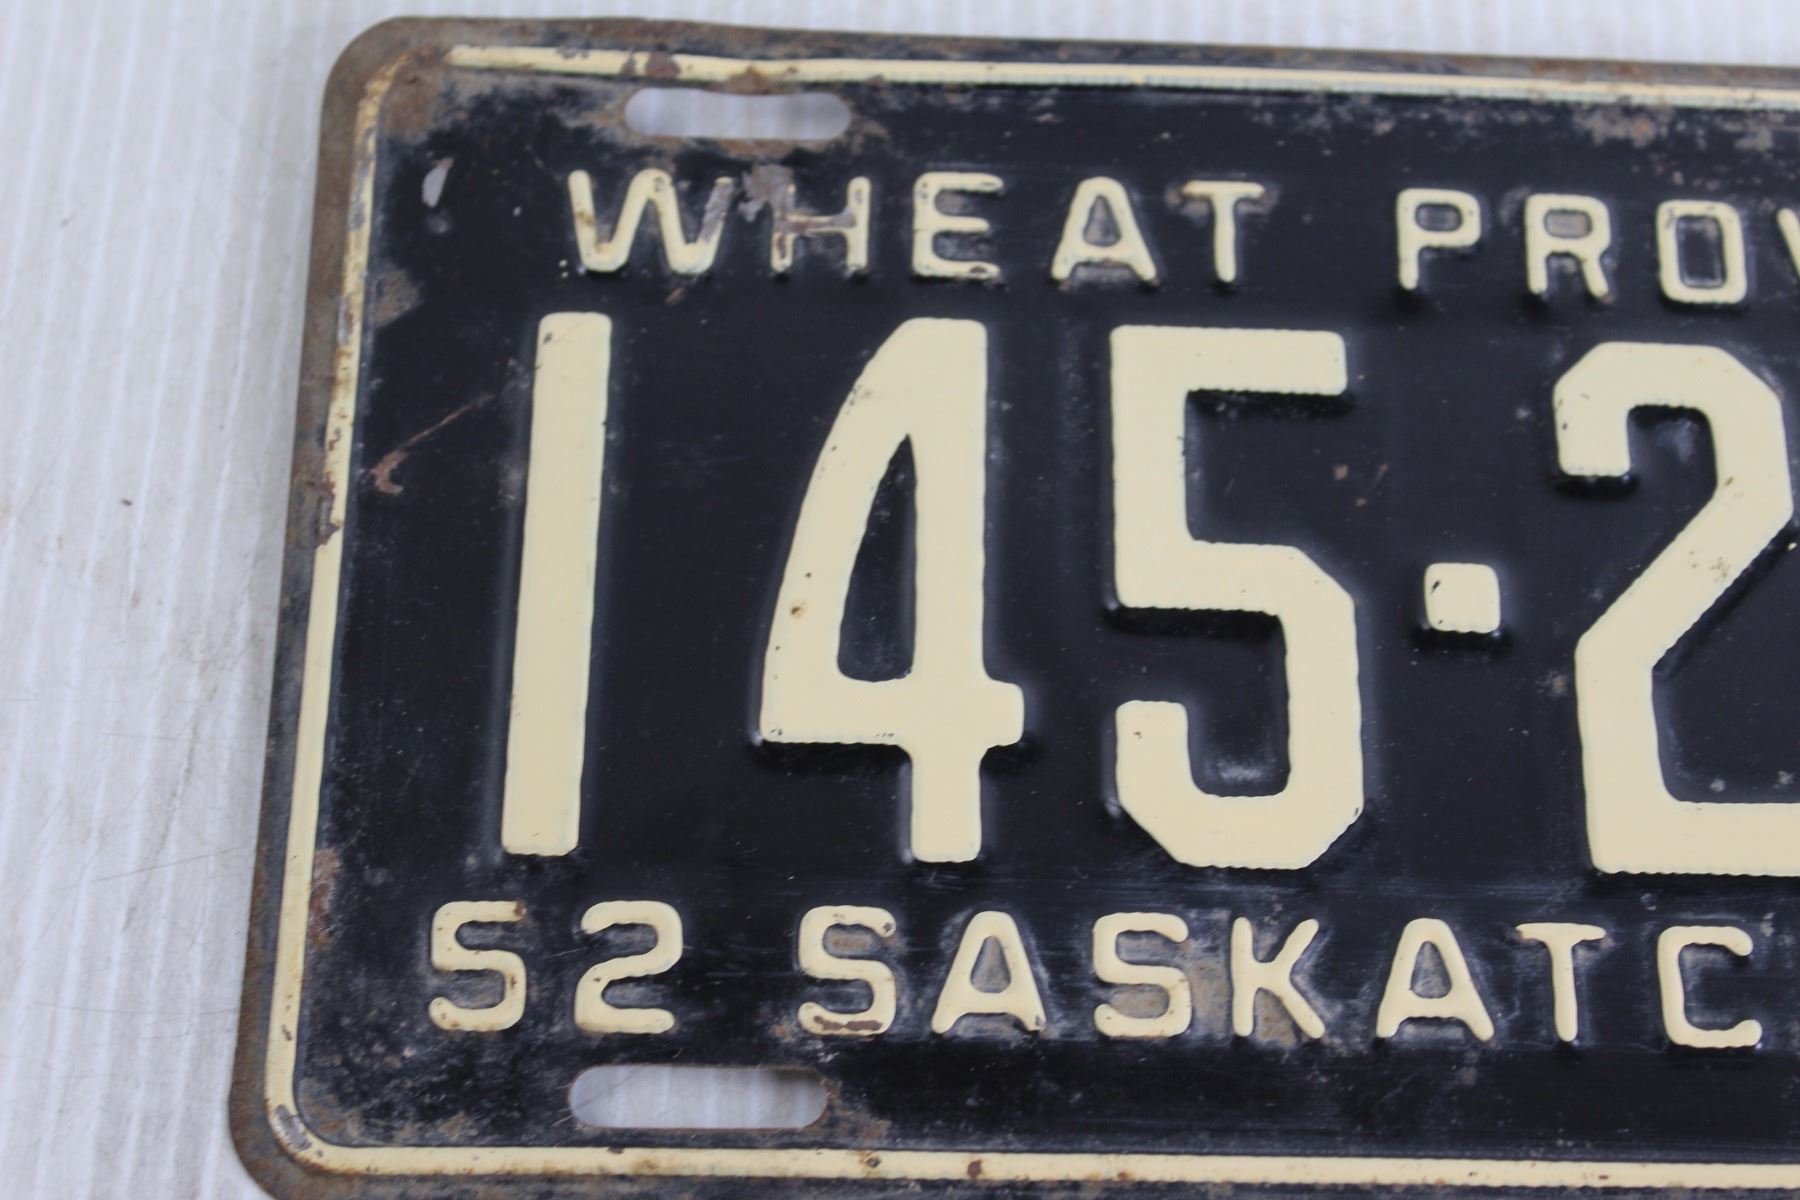 WHEAT PROV
145·2
52 SASKATC